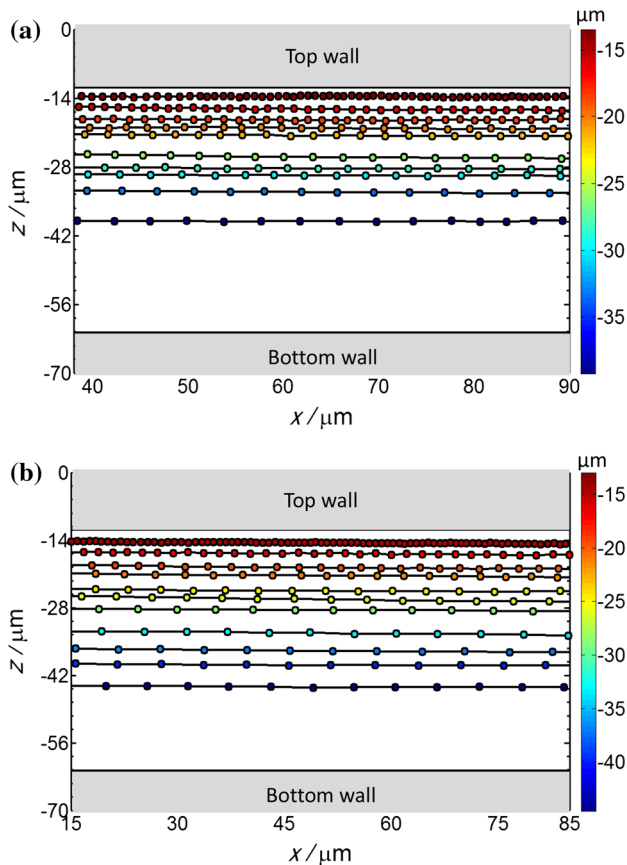 (a)
μm
0
-14
-28
-42
-56
-70
z /μm
Top wall
Bottom wall
40 50 60 70 80 90
x /μm
-15
-20
-25
-30
-35
(b)
μm
0
-14
-28
-42
-56
-70
z /μm
Top wall
Bottom wall
15 30 45 60 75 85
x /μm
-15
-20
-25
-30
-35
-40